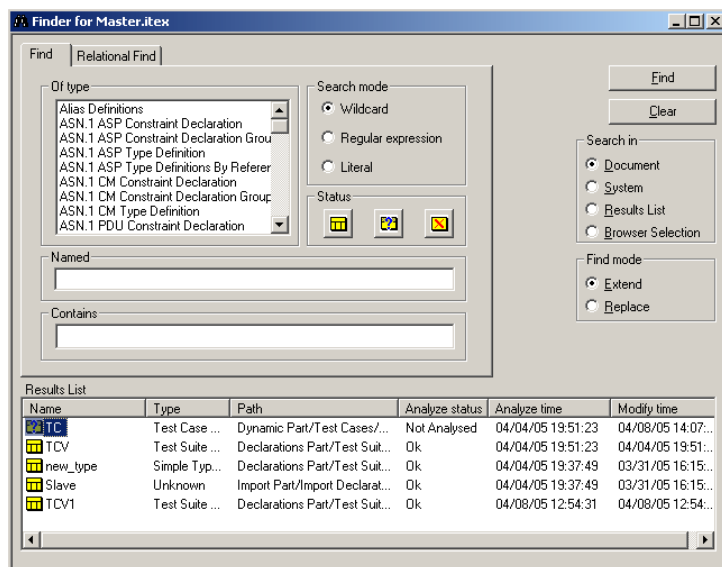 Finder for Master.itex
Find
Relational Find
Of type
Alias Definitions
ASN.1 ASP Constraint Declaration
ASN.1 ASP Constraint Declaration Grou
ASN.1 ASP Type Definition
ASN.1 ASP Type Definitions By Referer
ASN.1 CM Constraint Declaration
ASN.1 CM Constraint Declaration Group
ASN.1 CM Type Definition
ASN.1 PDU Constraint Declaration
Search mode
Wildcard
Regular expression
Literal
Status
Named
Contains
Find
Clear
Search in
Document
System
Results List
Browser Selection
Find mode
Extend
Replace
Results List
Name Type Path Analyze status Analyze time Modify time
TC Test Case ... Dynamic Part/Test Cases/... Not Analysed 04/04/05 19:51:23 04/08/05 14:07:...
TCV Test Suite ... Declarations Part/Test Suit... Ok 04/04/05 19:51:23 04/04/05 19:51:...
new_type Simple Typ... Declarations Part/Test Suit... Ok 04/04/05 19:37:49 03/31/05 16:15:...
Slave Unknown Import Part/Import Declarat... Ok 04/04/05 19:37:49 03/31/05 16:15:...
TCV1 Test Suite ... Declarations Part/Test Suit... Ok 04/08/05 12:54:31 04/08/05 12:54:...